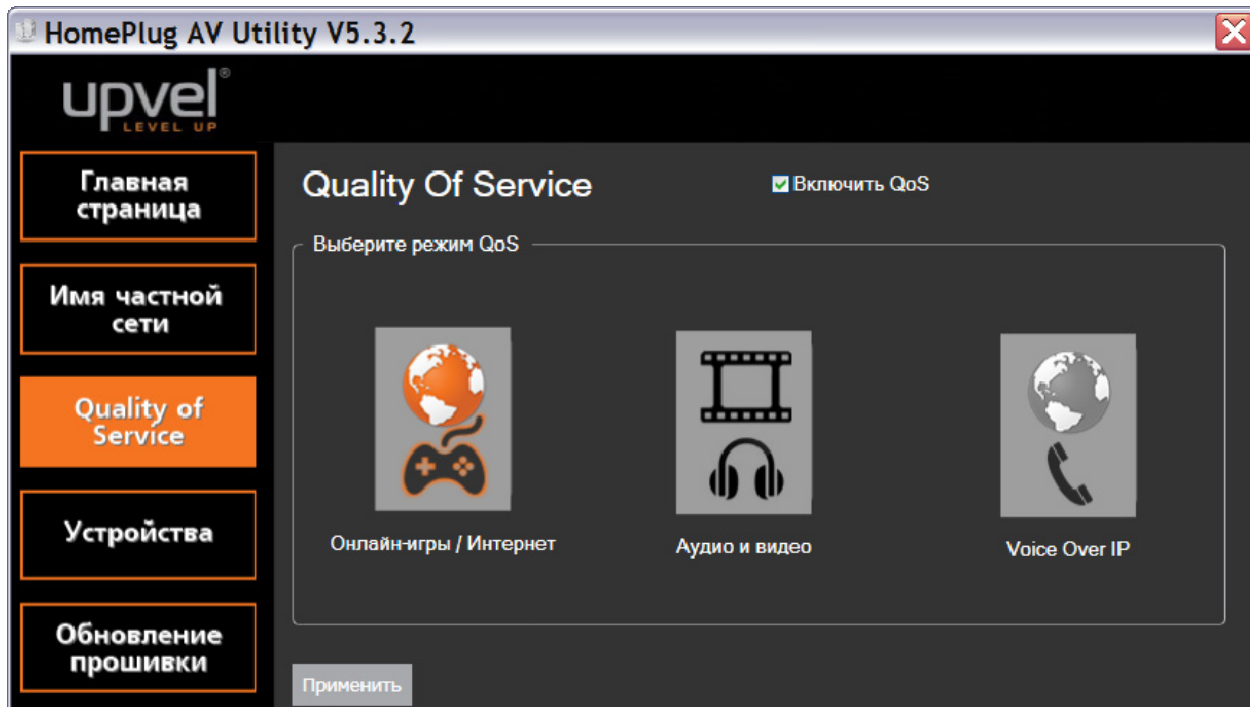 HomePlug AV Utility V5.3.2
upvel®
LEVEL UP
Главная
страница
Имя частной
сети
Quality of
Service
Устройства
Обновление
прошивки
Quality Of Service
Включить QoS
Выберите режим QoS
Онлайн-игры / Интернет
Аудио и видео
Voice Over IP
Применить